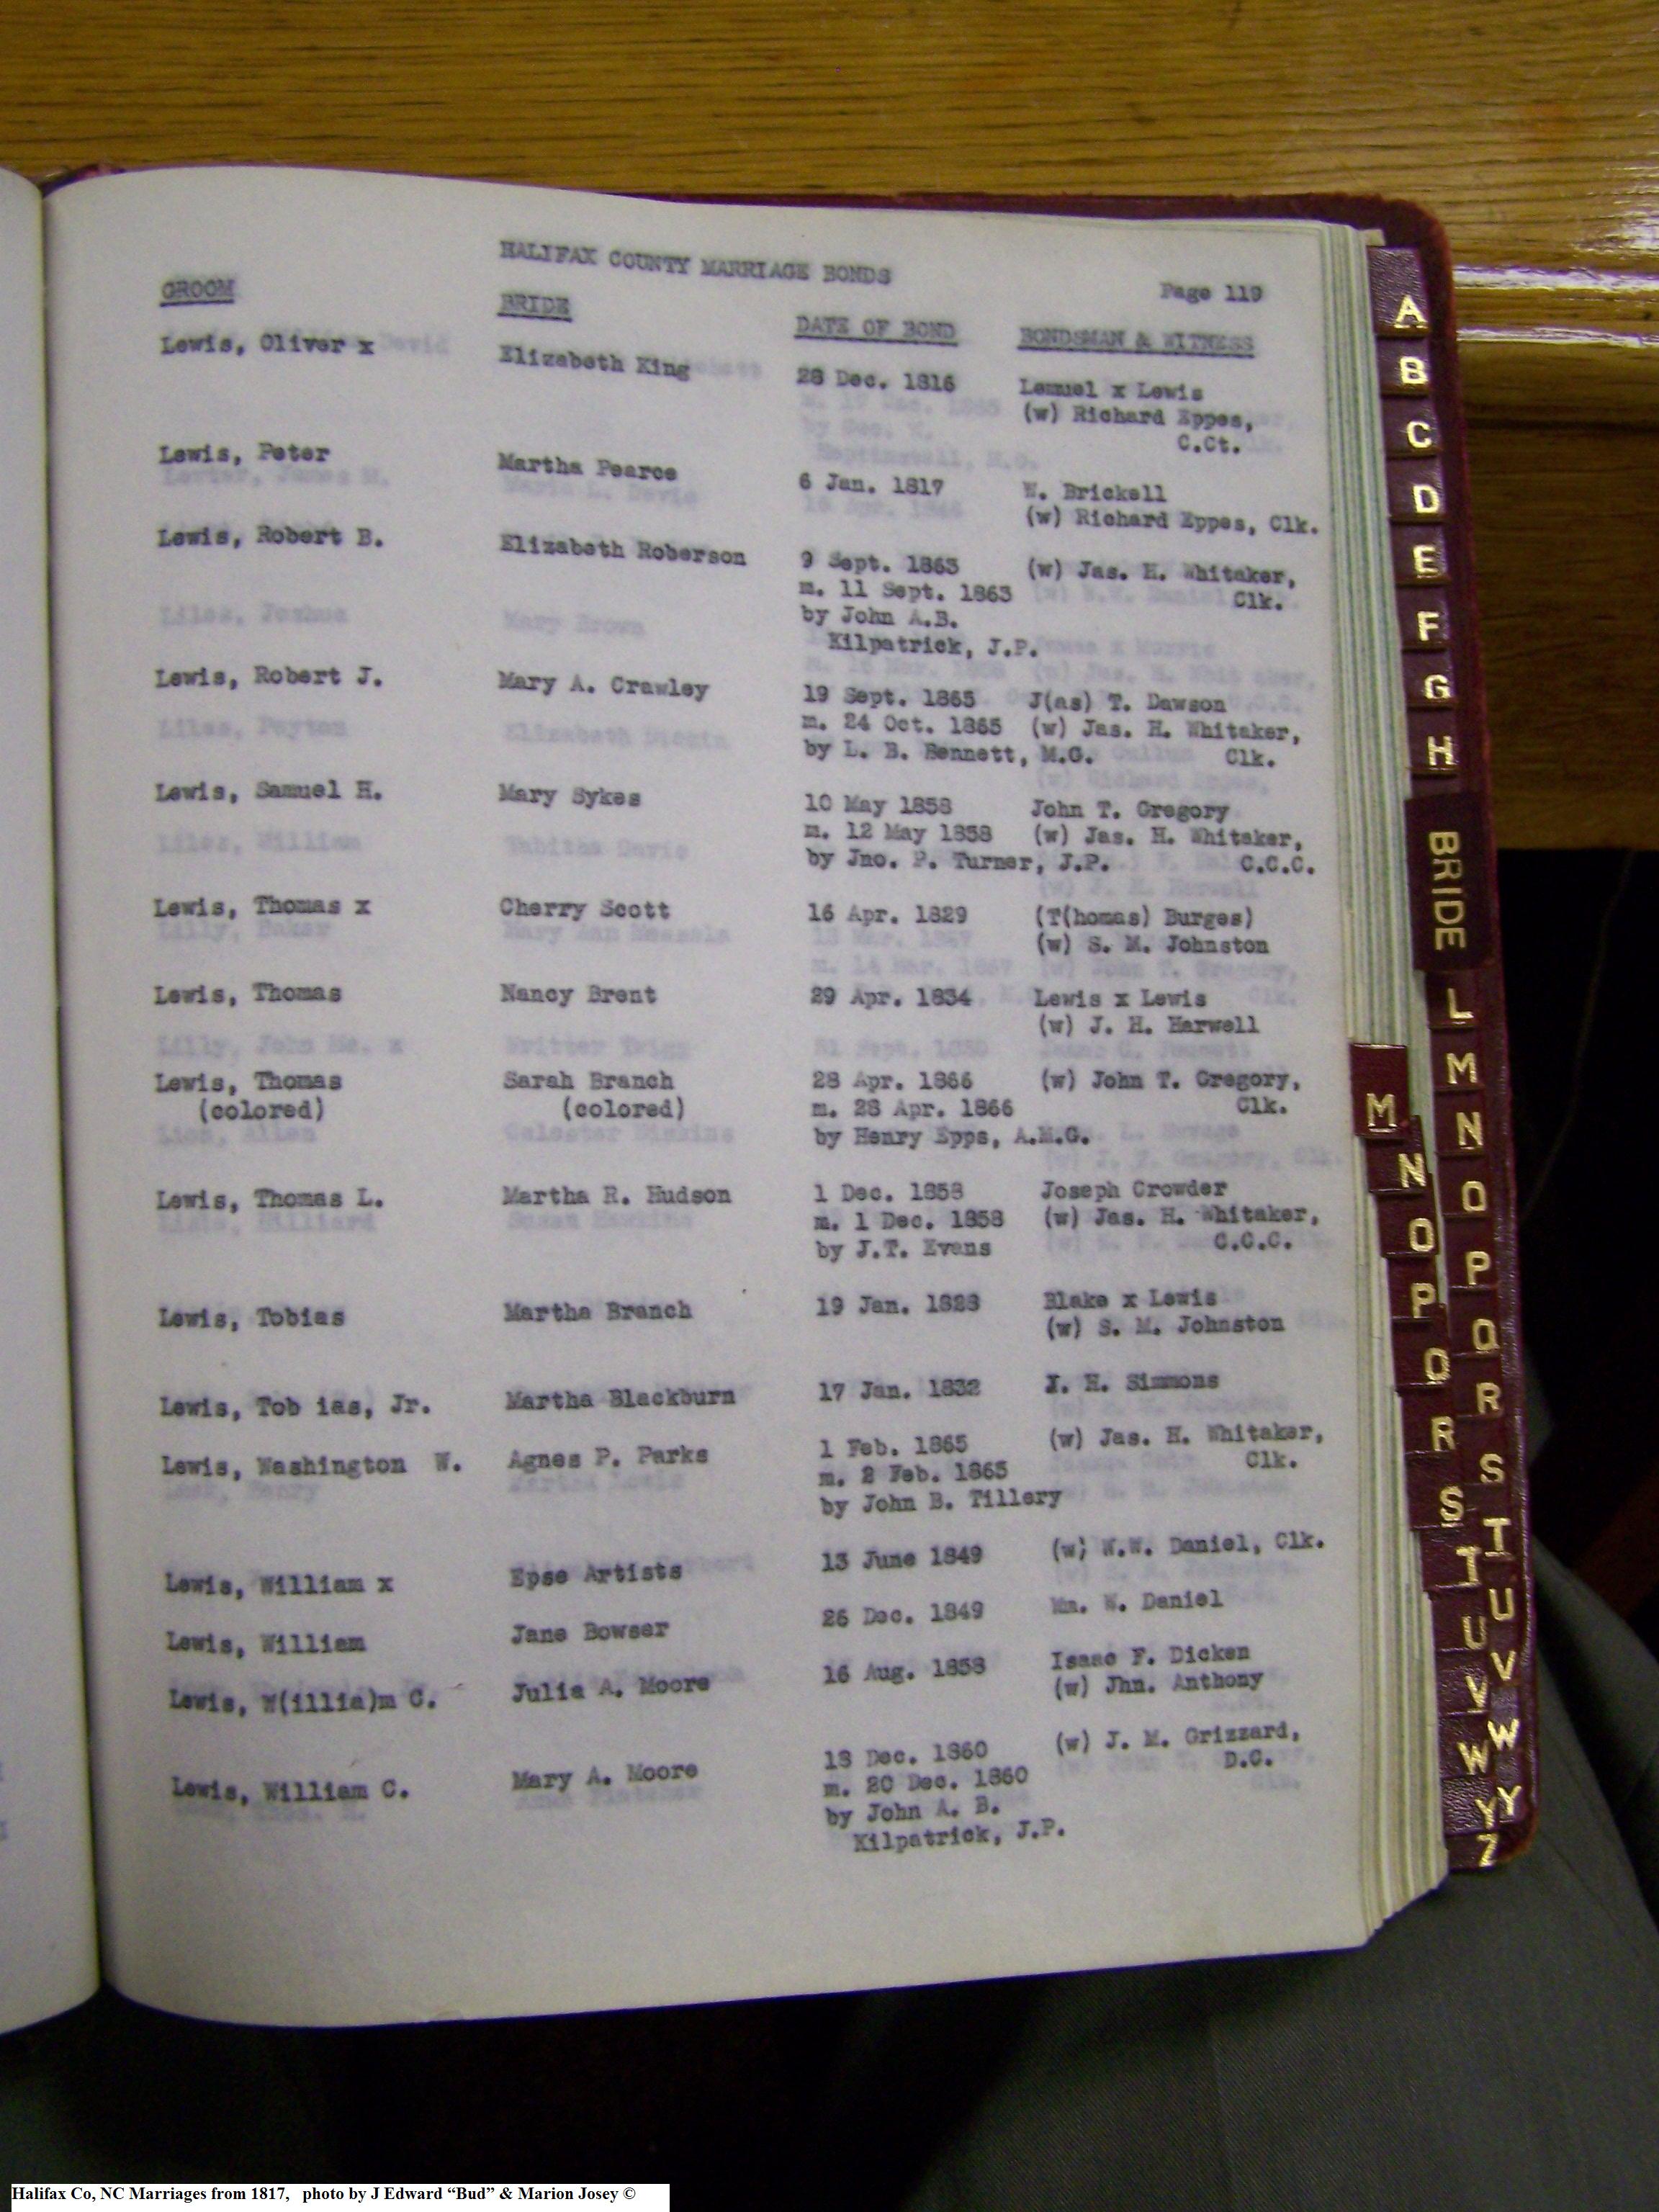 HALIFAX COUNTY MARRIAGE BONDS
Page 119
GROOM BRIDE DATE OF BOND BONDSMAN & WITNESS
Lewis, Oliver x Elizabeth King 28 Dec. 1816 Lemuel x Lewis
(w) Richard Eppes,
C.Ct.
Lewis, Peter Martha Pearce 6 Jan. 1817 W. Brickell
(w) Richard Eppes, Clk.
Lewis, Robert B. Elizabeth Roberson 9 Sept. 1863 (w) Jas. H. Whitaker,
m. 11 Sept. 1863 Clk.
by John A.B.
Kilpatrick, J.P.
Lewis, Robert J. Mary A. Crawley 19 Sept. 1865 J(as) T. Dawson
m. 24 Oct. 1865 (w) Jas. H. Whitaker,
by L. B. Bennett, M.G. Clk.
Lewis, Samuel H. Mary Sykes 10 May 1858 John T. Gregory
m. 12 May 1858 (w) Jas. H. Whitaker,
by Jno. P. Turner, J.P. C.C.C.
Lewis, Thomas x Cherry Scott 16 Apr. 1829 (T(homas) Burges)
(w) S. M. Johnston
Lewis, Thomas Nancy Brent 29 Apr. 1834 Lewis x Lewis
(w) J. H. Harwell
Lewis, Thomas Sarah Branch 28 Apr. 1866 (w) John T. Gregory,
(colored) (colored) m. 28 Apr. 1866 Clk.
by Henry Epps, A.M.G.
Lewis, Thomas L. Martha R. Hudson 1 Dec. 1858 Joseph Crowder
m. 1 Dec. 1858 (w) Jas. H. Whitaker,
by J.T. Evans C.C.C.
Lewis, Tobias Martha Branch 19 Jan. 1828 Blake x Lewis
(w) S. M. Johnston
Lewis, Tob ias, Jr. Martha Blackburn 17 Jan. 1832 J. H. Simmons
Lewis, Washington W. Agnes P. Parks 1 Feb. 1865 (w) Jas. H. Whitaker,
m. 2 Feb. 1865 Clk.
by John B. Tillery
Lewis, William x Epse Artists 13 June 1849 (w) W.W. Daniel, Clk.
Lewis, William Jane Bowser 26 Dec. 1849 Wm. W. Daniel
Lewis, W(illia)m C. Julia A. Moore 16 Aug. 1858 Isaac F. Dicken
(w) Jhn. Anthony
Lewis, William C. Mary A. Moore 18 Dec. 1860 (w) J. M. Grizzard,
m. 20 Dec. 1860 D.C.
by John A. B.
Kilpatrick, J.P.
A
B
C
D
E
F
G
H
BRIDE
L
M
N
O
P
Q
R
S
T
U
V
W
Y
M
N
O
P
Q
R
S
T
U
V
W
Y
Z
Halifax Co, NC Marriages from 1817, photo by J Edward “Bud” & Marion Josey ©